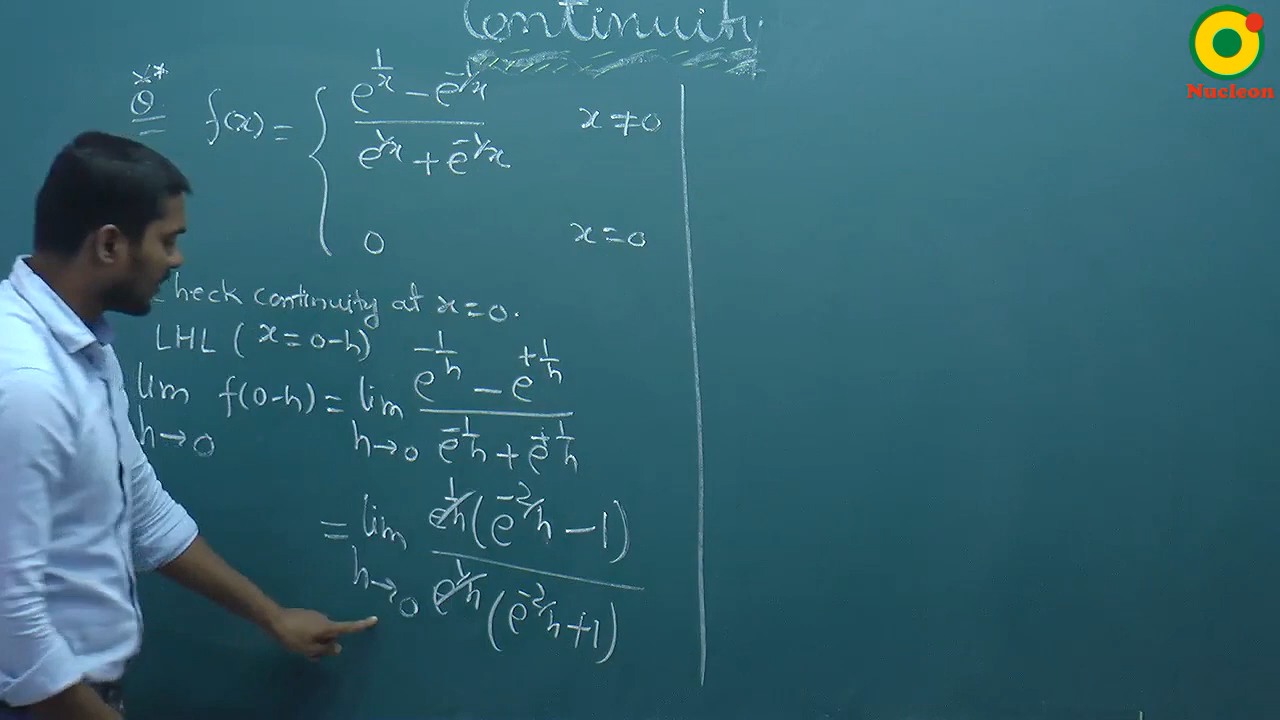 Continuity
Nucleon
Q f(x) = { (e^(1/x) − e^(−1/x)) / (e^(1/x) + e^(−1/x)) x ≠ 0
0 x = 0
check continuity at x = 0.
LHL (x = 0−h)
lim h→0 f(0−h) = lim h→0 (e^(−1/h) − e^(+1/h)) / (e^(−1/h) + e^(+1/h))
= lim h→0 e^(1/h) (e^(−2/h) − 1) / e^(1/h) (e^(−2/h) + 1)